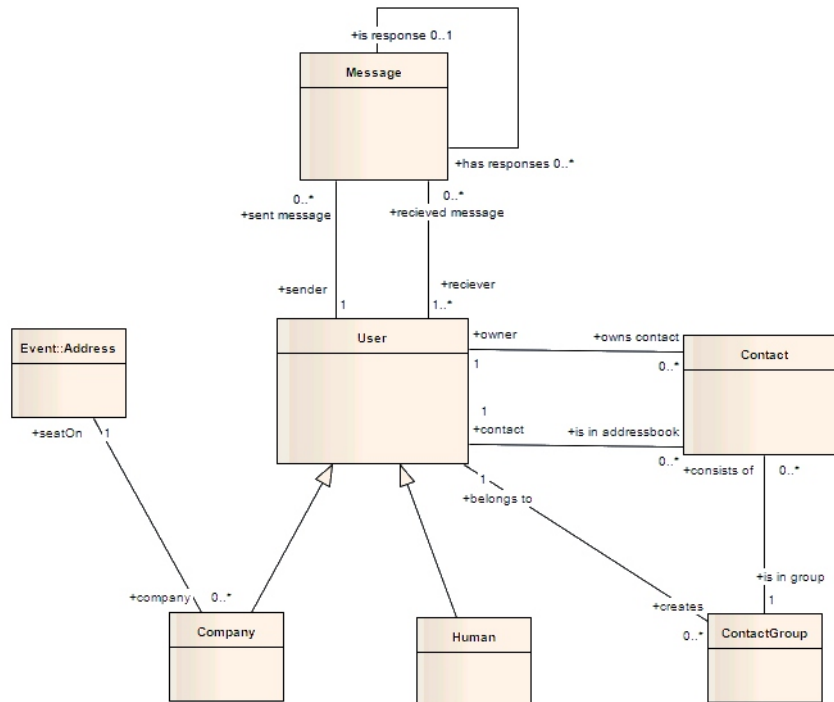 +is response 0..1
Message
+has responses 0..*
0..*
+sent message
0..*
+recieved message
+sender
1
+reciever
1..*
Event::Address
User
+owner
1
+owns contact
0..*
Contact
+seatOn
1
1
+contact
+is in addressbook
0..*
+consists of
0..*
1
+belongs to
+company
0..*
+is in group
1
+creates
0..*
Company
Human
ContactGroup